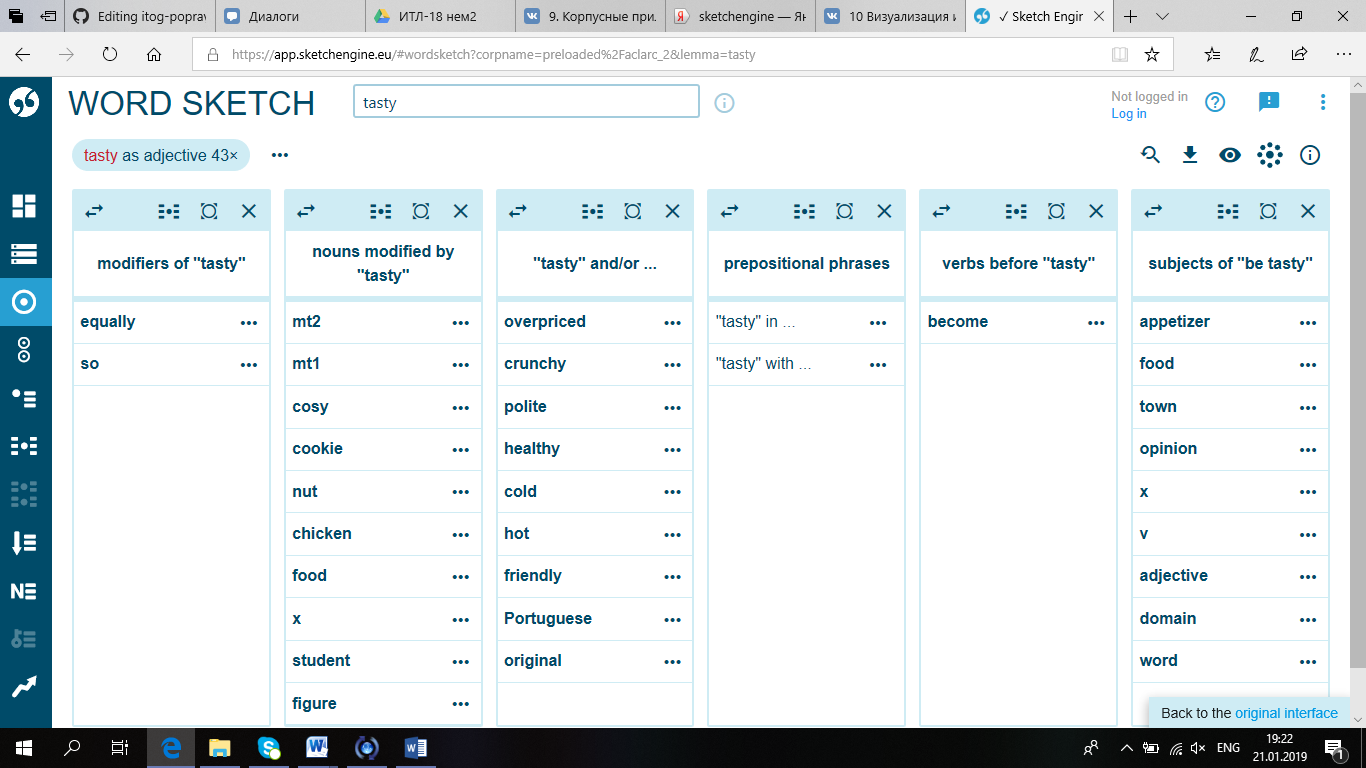 Editing itog-poprav
Диалоги
ИТЛ-18 нем2
9. Корпусные при.
sketchengine — Ян
10 Визуализация и
✓ Sketch Engir
https://app.sketchengine.eu/#wordsketch?corpname=preloaded%2Faclarc_2&lemma=tasty
WORD SKETCH
tasty
Not logged in
Log in
tasty as adjective 43×
modifiers of "tasty"
equally
so
nouns modified by
"tasty"
mt2
mt1
cosy
cookie
nut
chicken
food
x
student
figure
"tasty" and/or ...
overpriced
crunchy
polite
healthy
cold
hot
friendly
Portuguese
original
prepositional phrases
"tasty" in ...
"tasty" with ...
verbs before "tasty"
become
subjects of "be tasty"
appetizer
food
town
opinion
x
v
adjective
domain
word
Back to the original interface
ENG
19:22
21.01.2019
1